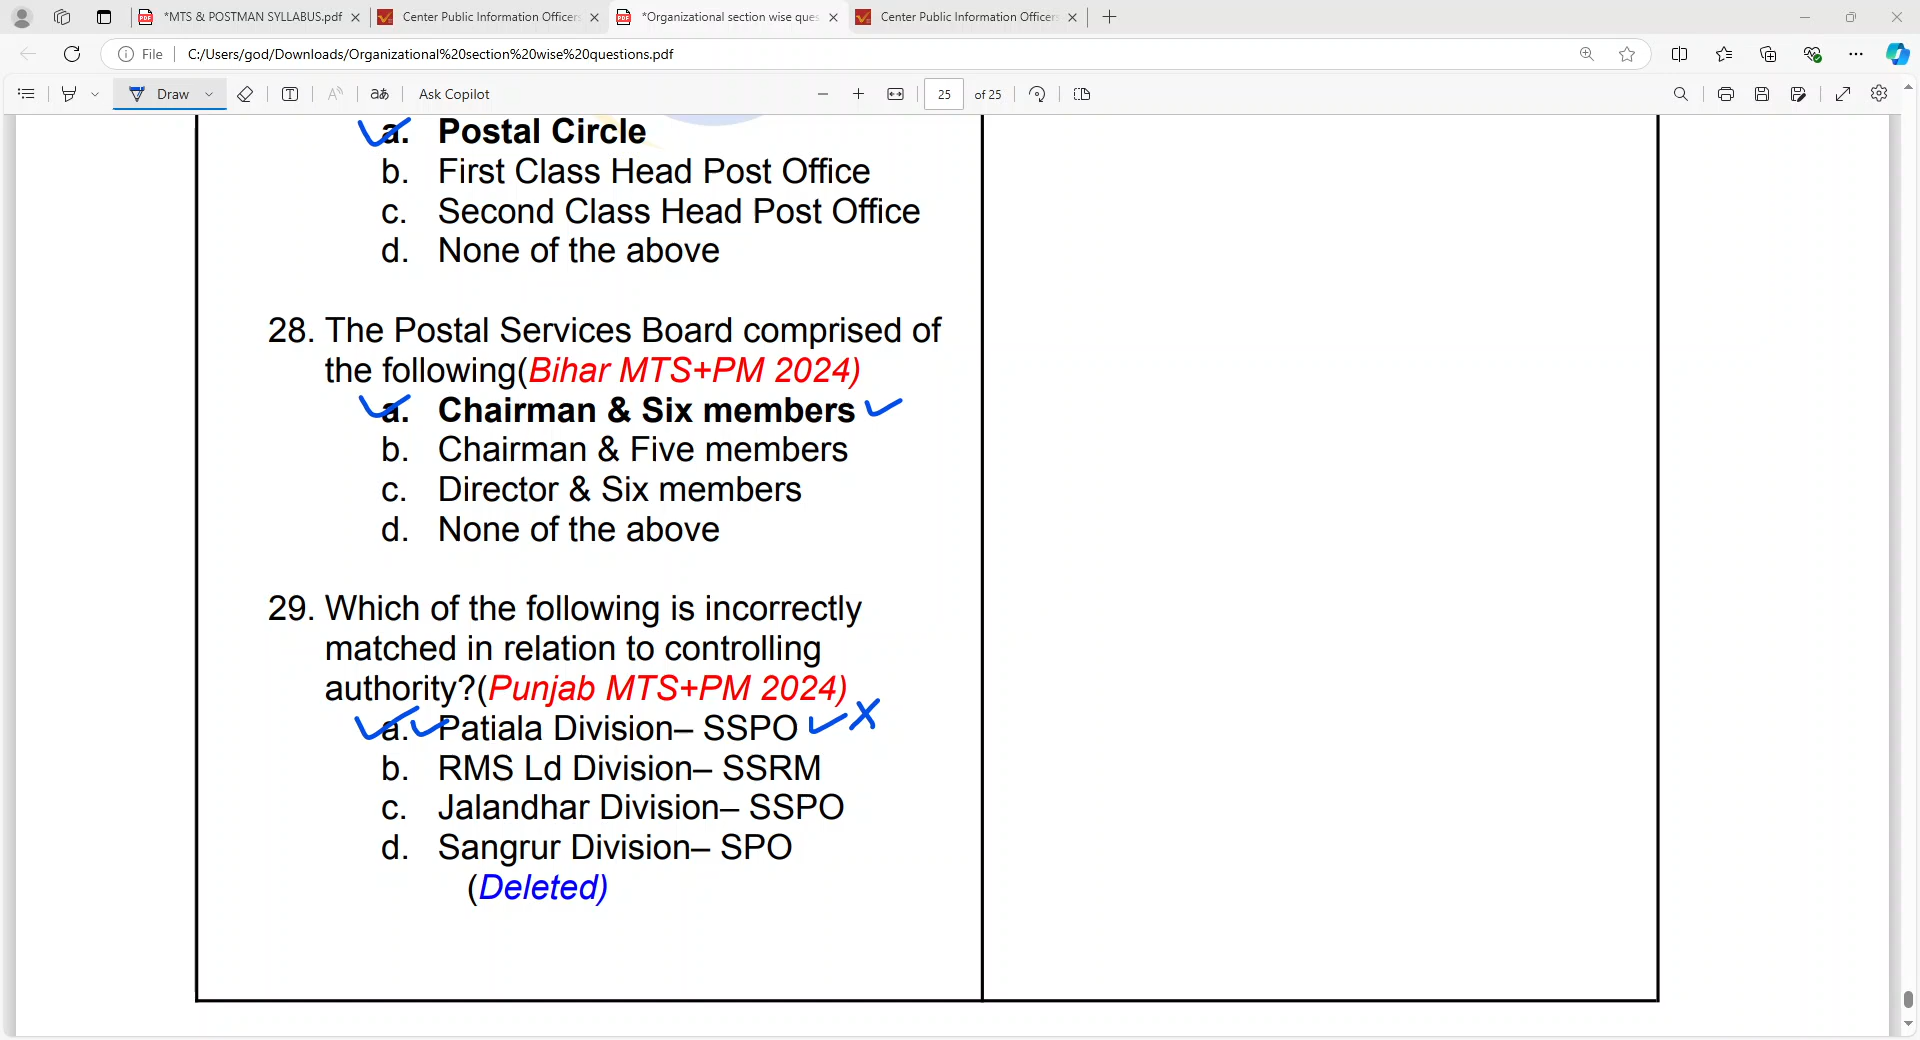 *MTS & POSTMAN SYLLABUS.pdf
Center Public Information Officers
*Organizational section wise ques
Center Public Information Officers
File
C:/Users/god/Downloads/Organizational%20section%20wise%20questions.pdf
Draw
Ask Copilot
25 of 25
a. Postal Circle
b. First Class Head Post Office
c. Second Class Head Post Office
d. None of the above
28. The Postal Services Board comprised of
the following(Bihar MTS+PM 2024)
a. Chairman & Six members
b. Chairman & Five members
c. Director & Six members
d. None of the above
29. Which of the following is incorrectly
matched in relation to controlling
authority?(Punjab MTS+PM 2024)
a. Patiala Division– SSPO
b. RMS Ld Division– SSRM
c. Jalandhar Division– SSPO
d. Sangrur Division– SPO
(Deleted)